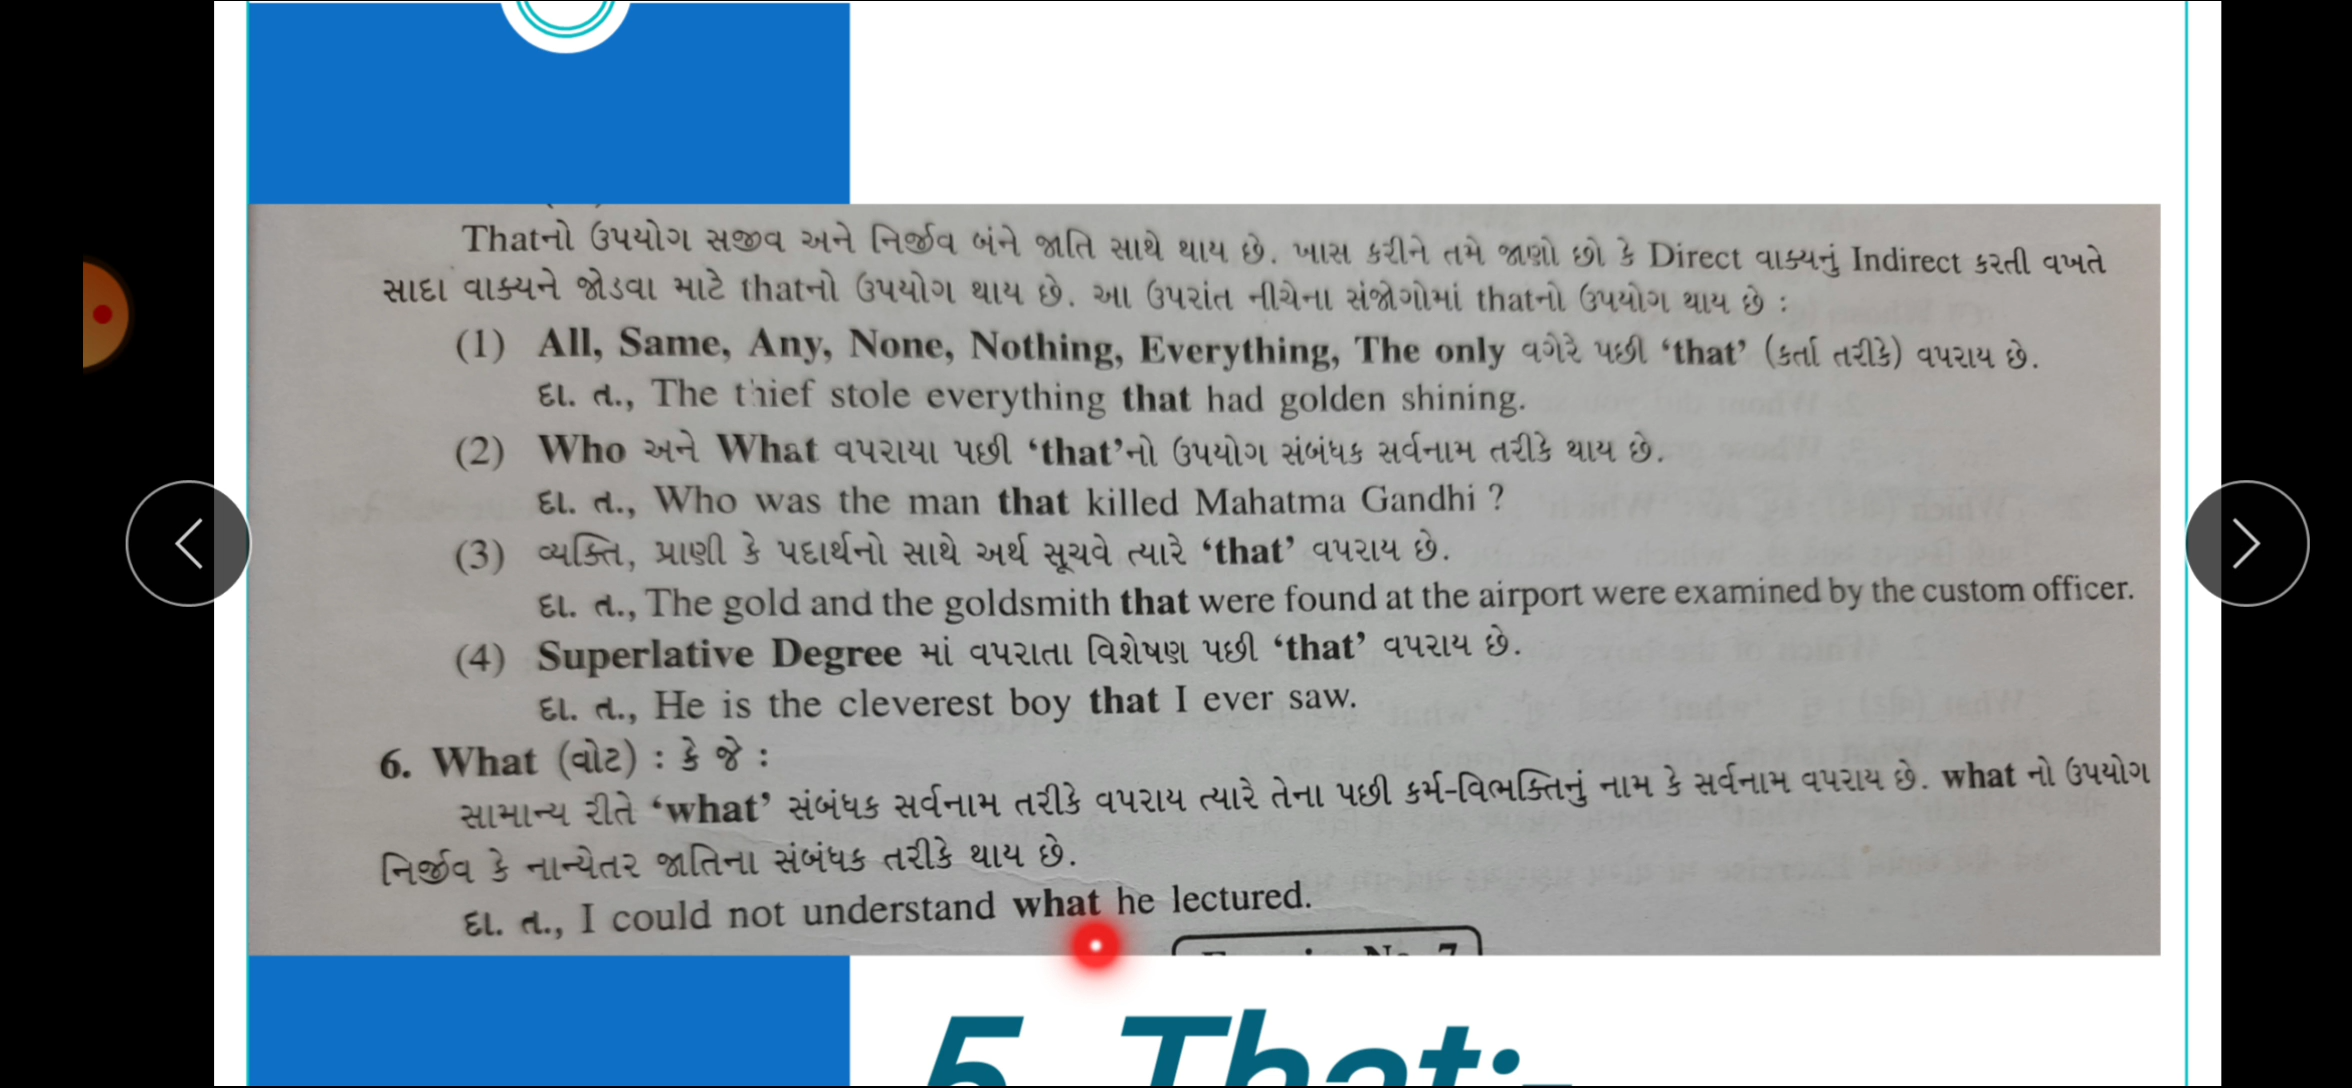 Thatનો ઉપયોગ સજીવ અને નિર્જીવ બંને જાતિ સાથે થાય છે. ખાસ કરીને તમે જાણો છો કે Direct વાક્યનું Indirect કરતી વખતે
સાદા વાક્યને જોડવા માટે thatનો ઉપયોગ થાય છે. આ ઉપરાંત નીચેના સંજોગોમાં thatનો ઉપયોગ થાય છે :
(1) All, Same, Any, None, Nothing, Everything, The only વગેરે પછી ‘that’ (કર્તા તરીકે) વપરાય છે.
દા. ત., The thief stole everything that had golden shining.
(2) Who અને What વપરાયા પછી ‘that’નો ઉપયોગ સંબંધક સર્વનામ તરીકે થાય છે.
દા. ત., Who was the man that killed Mahatma Gandhi ?
(3) વ્યક્તિ, પ્રાણી કે પદાર્થનો સાથે અર્થ સૂચવે ત્યારે ‘that’ વપરાય છે.
દા. ત., The gold and the goldsmith that were found at the airport were examined by the custom officer.
(4) Superlative Degree માં વપરાતા વિશેષણ પછી ‘that’ વપરાય છે.
દા. ત., He is the cleverest boy that I ever saw.
6. What (વોટ) : કે જે :
સામાન્ય રીતે ‘what’ સંબંધક સર્વનામ તરીકે વપરાય ત્યારે તેના પછી કર્મ-વિભક્તિનું નામ કે સર્વનામ વપરાય છે. what નો ઉપયોગ
નિર્જીવ કે નાન્યેતર જાતિના સંબંધક તરીકે થાય છે.
દા. ત., I could not understand what he lectured.
5. That:-